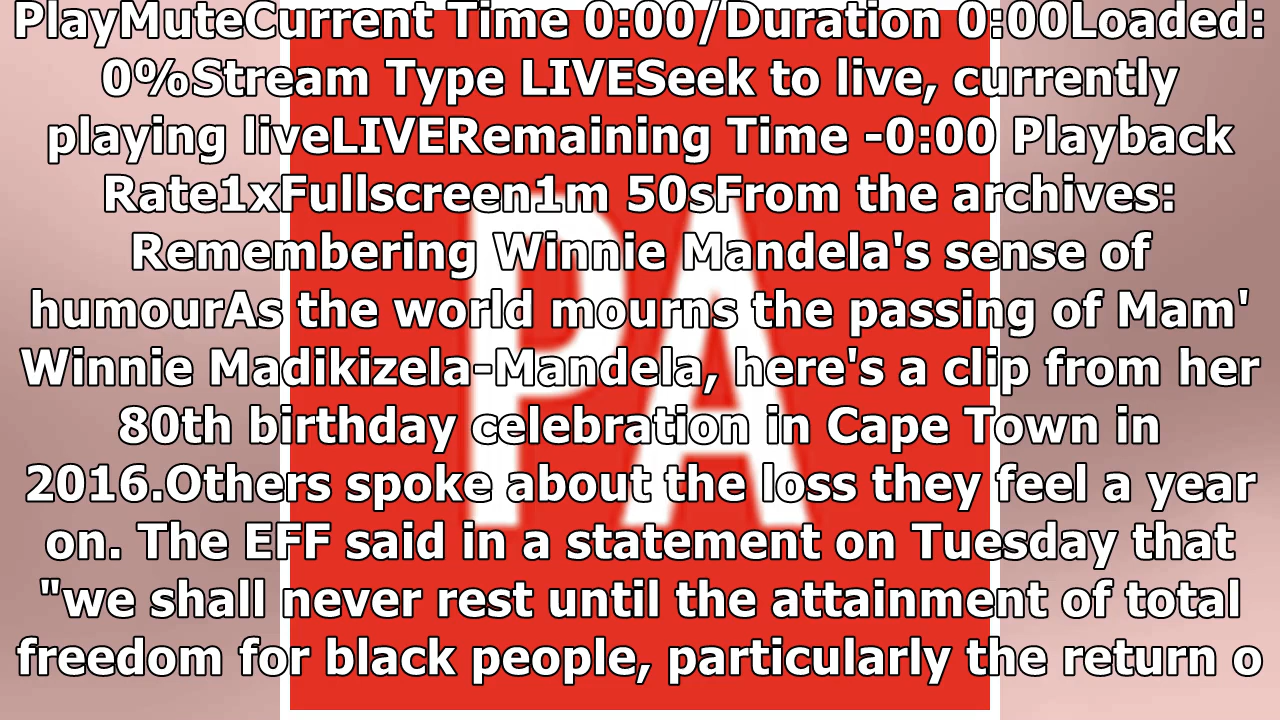 PlayMuteCurrent Time 0:00/Duration 0:00Loaded:
0%Stream Type LIVESeek to live, currently
playing liveLIVERemaining Time -0:00 Playback
Rate1xFullscreen1m 50sFrom the archives:
Remembering Winnie Mandela's sense of
humourAs the world mourns the passing of Mam'
Winnie Madikizela-Mandela, here's a clip from her
80th birthday celebration in Cape Town in
2016.Others spoke about the loss they feel a year
on. The EFF said in a statement on Tuesday that
"we shall never rest until the attainment of total
freedom for black people, particularly the return o
PA